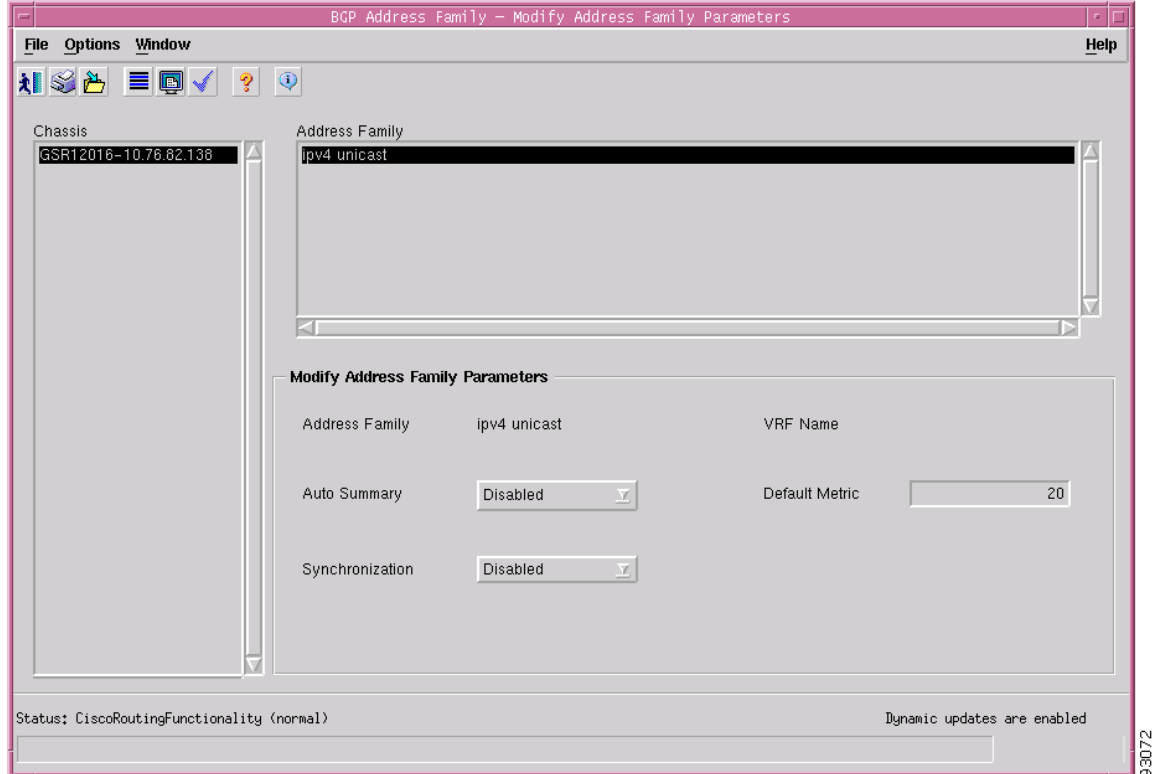 BGP Address Family – Modify Address Family Parameters
File Options Window Help
Chassis
GSR12016-10.76.82.138
Address Family
ipv4 unicast
Modify Address Family Parameters
Address Family ipv4 unicast VRF Name
Auto Summary Disabled Default Metric 20
Synchronization Disabled
Status: CiscoRoutingFunctionality (normal) Dynamic updates are enabled
93072